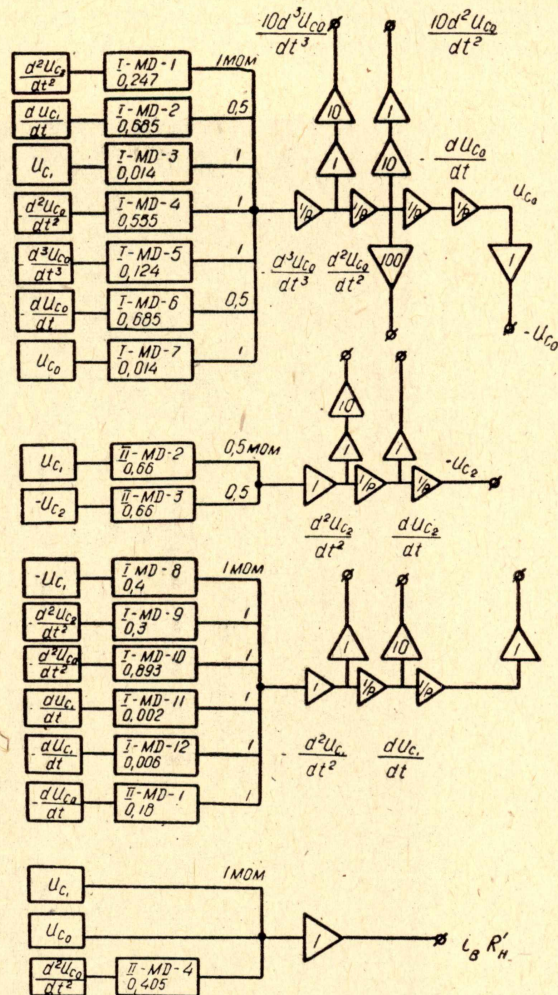 10d³U_C0/dt³
10d²U_C0/dt²
d²U_C2/dt²
I-MD-1
0,247
1 МОМ
dU_C1/dt
I-MD-2
0,685
0,5
U_C1
I-MD-3
0,014
1
-d²U_C0/dt²
I-MD-4
0,555
1
-d³U_C0/dt³
I-MD-5
0,124
1
-dU_C0/dt
I-MD-6
0,685
0,5
U_C0
I-MD-7
0,014
1
10
1
1
10
-dU_C0/dt
U_C0
1/p
1/p
1/p
1/p
-d³U_C0/dt³
d²U_C0/dt²
100
1
-U_C0
U_C1
II-MD-2
0,66
0,5 МОМ
-U_C2
II-MD-3
0,66
0,5
10
1
1
1
1/p
1/p
-U_C2
d²U_C2/dt²
dU_C2/dt
-U_C1
I-MD-8
0,4
1 МОМ
d²U_C2/dt²
I-MD-9
0,3
1
-d²U_C0/dt²
I-MD-10
0,893
1
dU_C1/dt
I-MD-11
0,002
1
-dU_C1/dt
I-MD-12
0,006
1
-dU_C0/dt
II-MD-1
0,18
1
1
10
1
1
1/p
1/p
-d²U_C1/dt²
dU_C1/dt
U_C1
1 МОМ
U_C0
d²U_C0/dt²
II-MD-4
0,405
1
i_B R'_H